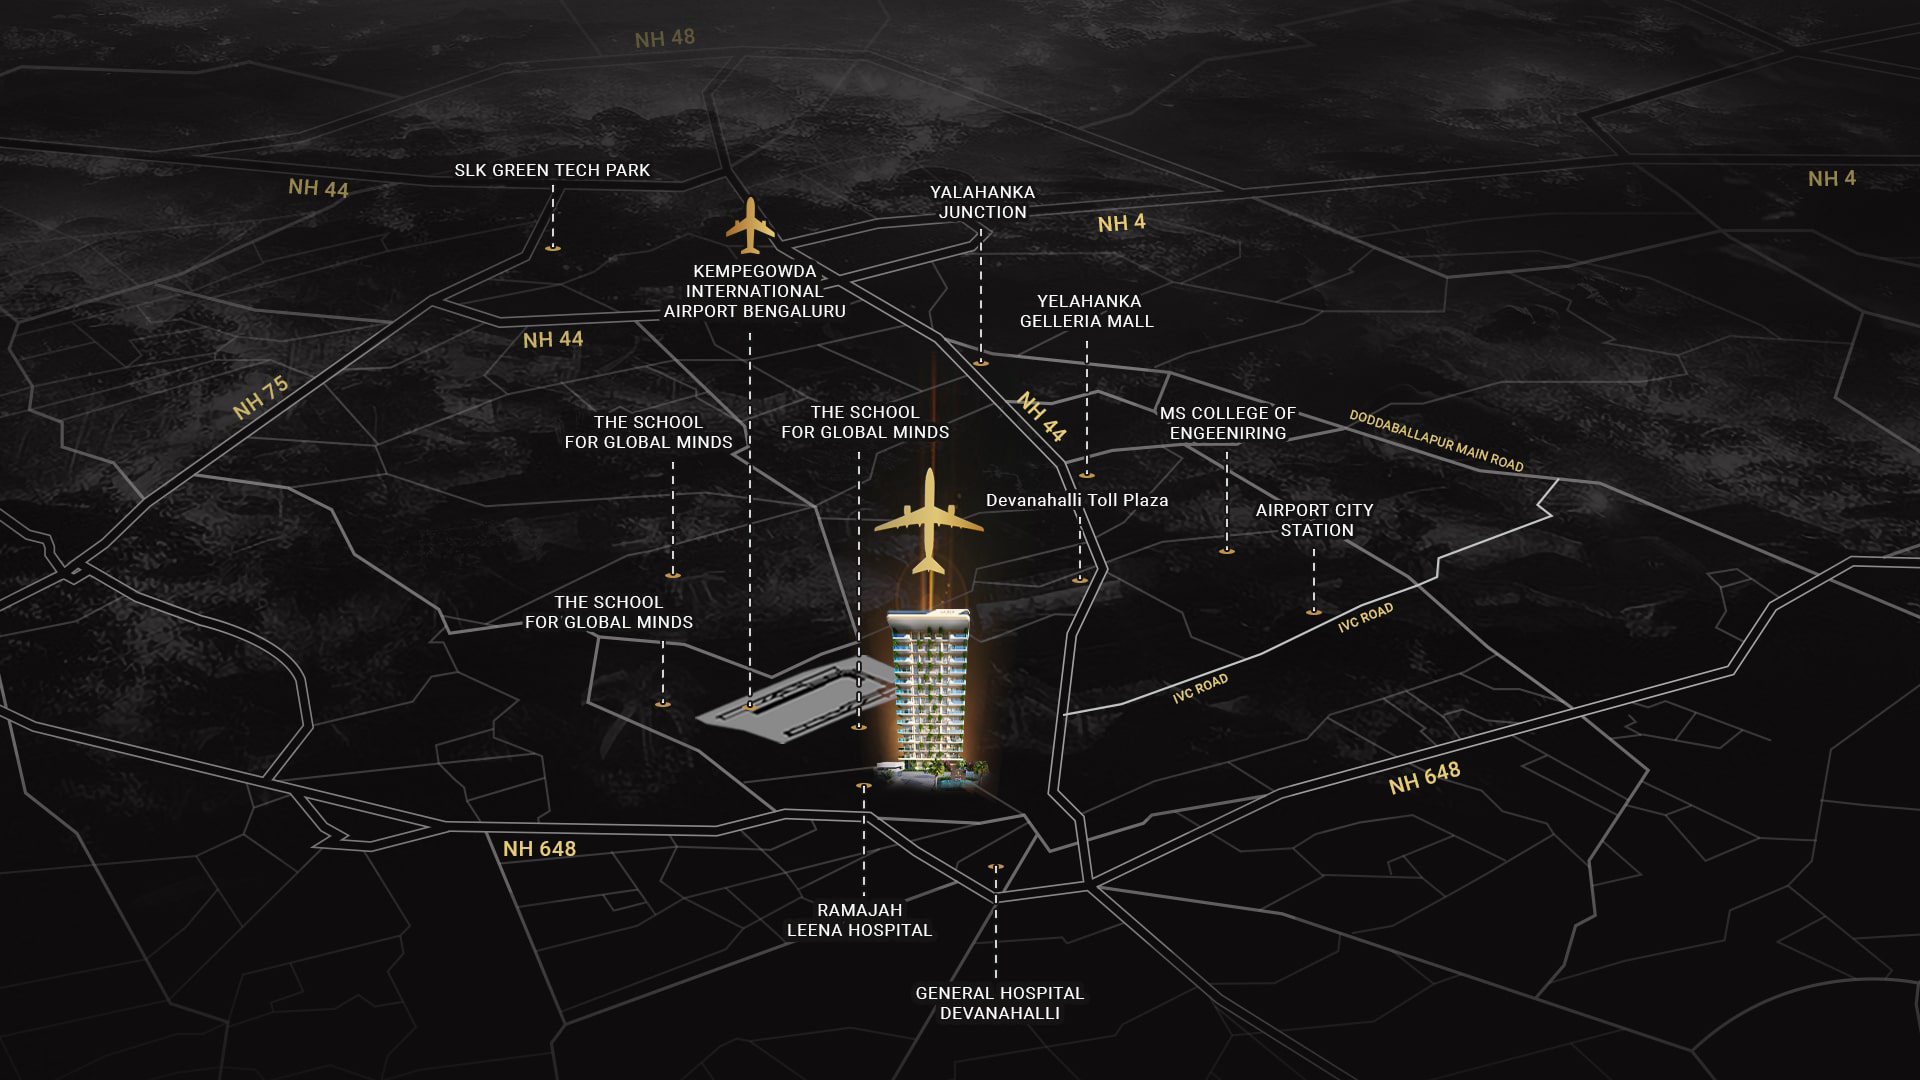 NH 48
SLK GREEN TECH PARK
NH 44
NH 4
YALAHANKA
JUNCTION
NH 4
KEMPEGOWDA
INTERNATIONAL
AIRPORT BENGALURU
YELAHANKA
GELLERIA MALL
NH 44
NH 75
NH 44
THE SCHOOL
FOR GLOBAL MINDS
THE SCHOOL
FOR GLOBAL MINDS
MS COLLEGE OF
ENGEENIRING
DODDABALLAPUR MAIN ROAD
Devanahalli Toll Plaza
AIRPORT CITY
STATION
THE SCHOOL
FOR GLOBAL MINDS
IVC ROAD
IVC ROAD
NH 648
NH 648
RAMAJAH
LEENA HOSPITAL
GENERAL HOSPITAL
DEVANAHALLI